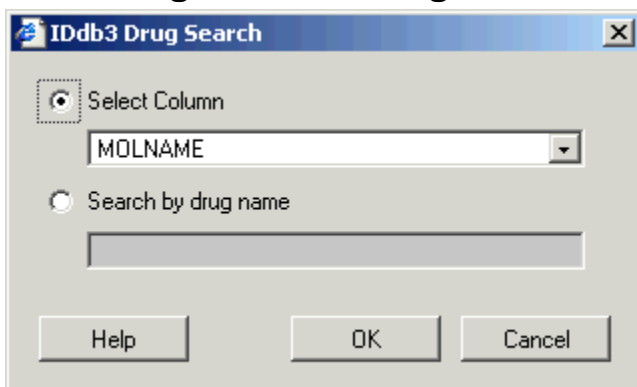 IDdb3 Drug Search
Select Column
MOLNAME
Search by drug name
Help OK Cancel